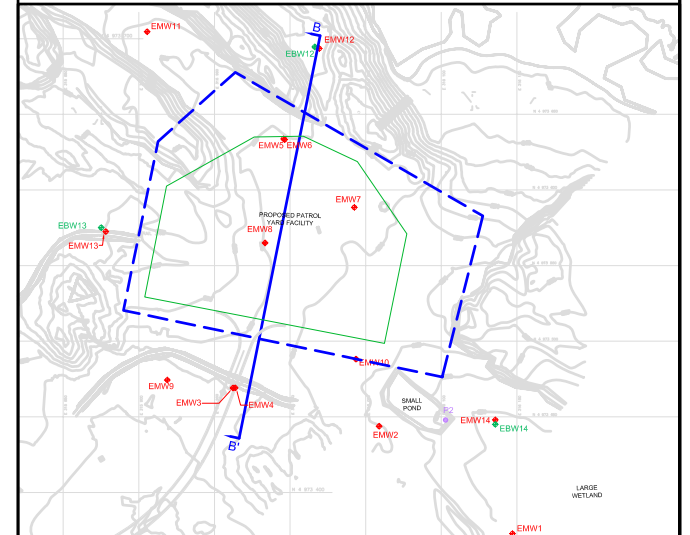 EMW11
B
EMW12
EBW12
EMW5 EMW6
EMW7
PROPOSED PATROL
YARD FACILITY
EBW13
EMW8
EMW13
EMW10
EMW9
SMALL
POND
EMW3
EMW4
P2
EMW14
EBW14
EMW2
B'
LARGE
WETLAND
EMW1